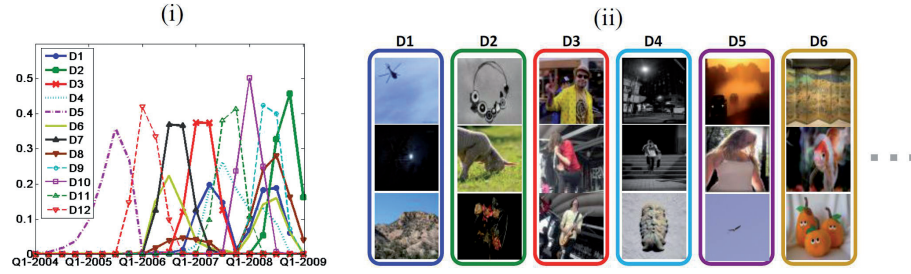 (i)
(ii)
D1
D2
D3
D4
D5
D6
D7
D8
D9
D10
D11
D12
0.5
0.4
0.3
0.2
0.1
0
Q1-2004 Q1-2005 Q1-2006 Q1-2007 Q1-2008 Q1-2009
D1 D2 D3 D4 D5 D6